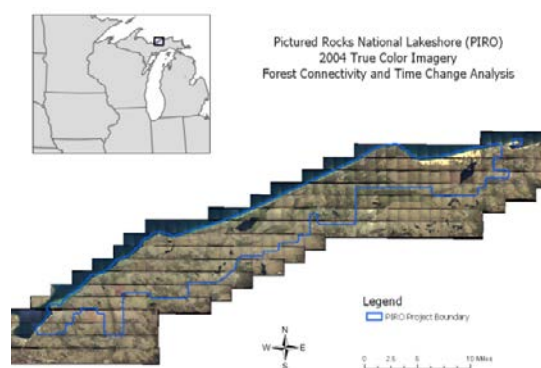 Pictured Rocks National Lakeshore (PIRO)
2004 True Color Imagery
Forest Connectivity and Time Change Analysis
Legend
PIRO Project Boundary
N
W E
S
0 2.5 5 10 Miles